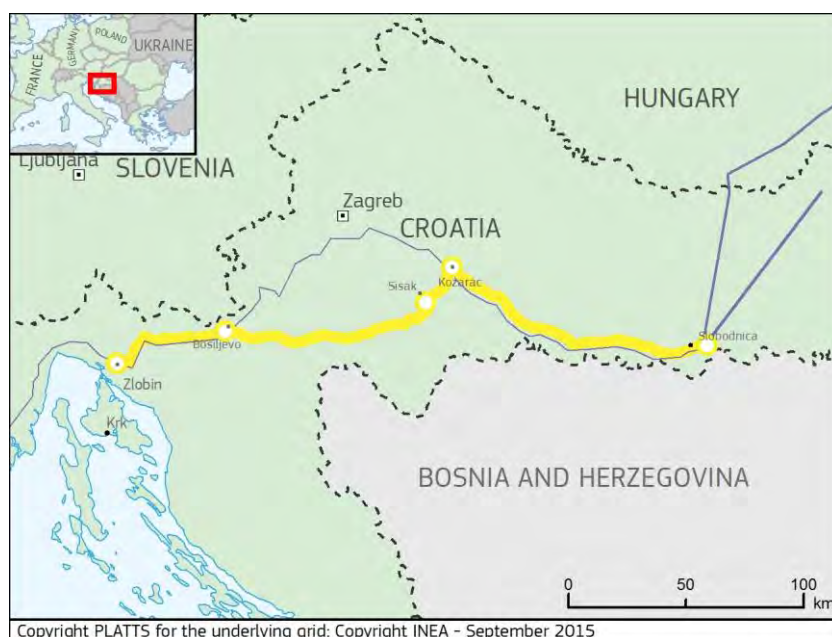 POLAND
GERMANY
UKRAINE
FRANCE
Ljubljana
SLOVENIA
HUNGARY
Zagreb
CROATIA
Sisak
Kozarac
Bosiljevo
Slobodnica
Zlobin
Krk
BOSNIA AND HERZEGOVINA
0 50 100
km
Copyright PLATTS for the underlying grid; Copyright INEA - September 2015